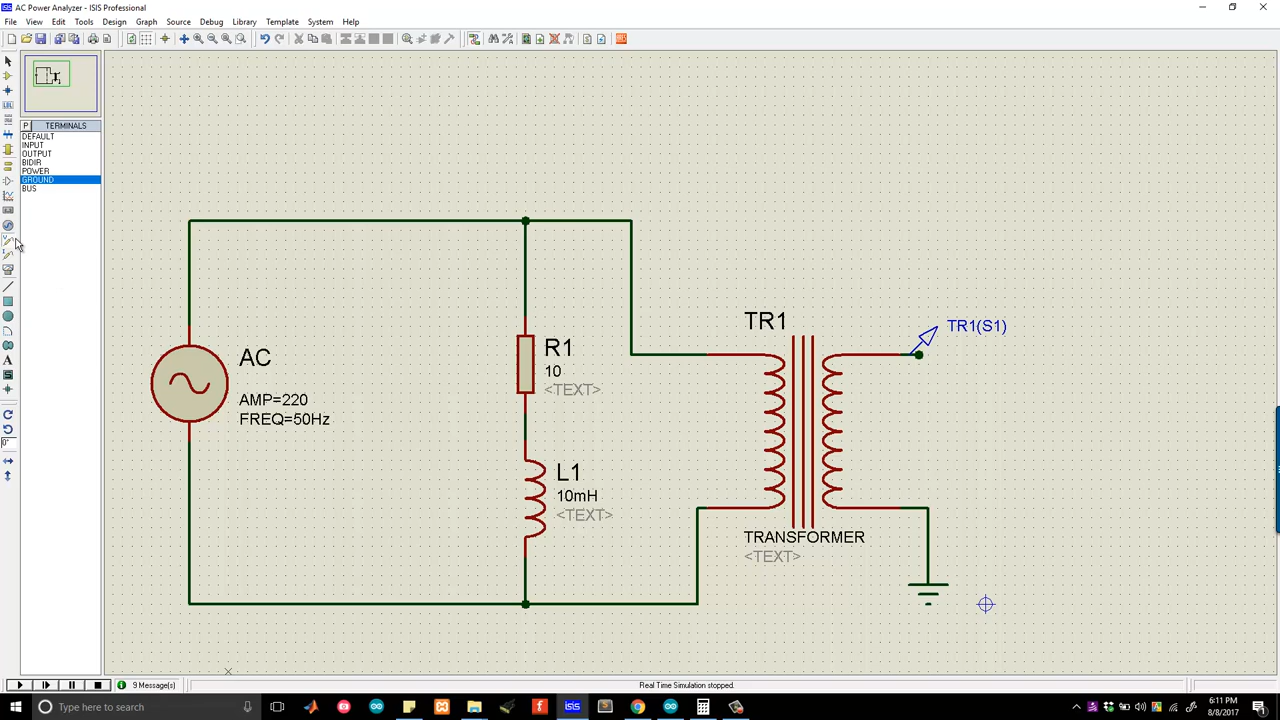 AC Power Analyzer - ISIS Professional
File View Edit Tools Design Graph Source Debug Library Template System Help
P TERMINALS
DEFAULT
INPUT
OUTPUT
BIDIR
POWER
GROUND
BUS
TR1
TR1(S1)
AC
R1
10
<TEXT>
AMP=220
FREQ=50Hz
L1
10mH
<TEXT>
TRANSFORMER
<TEXT>
9 Message(s)
Real Time Simulation stopped.
Type here to search
6:11 PM
8/8/2017